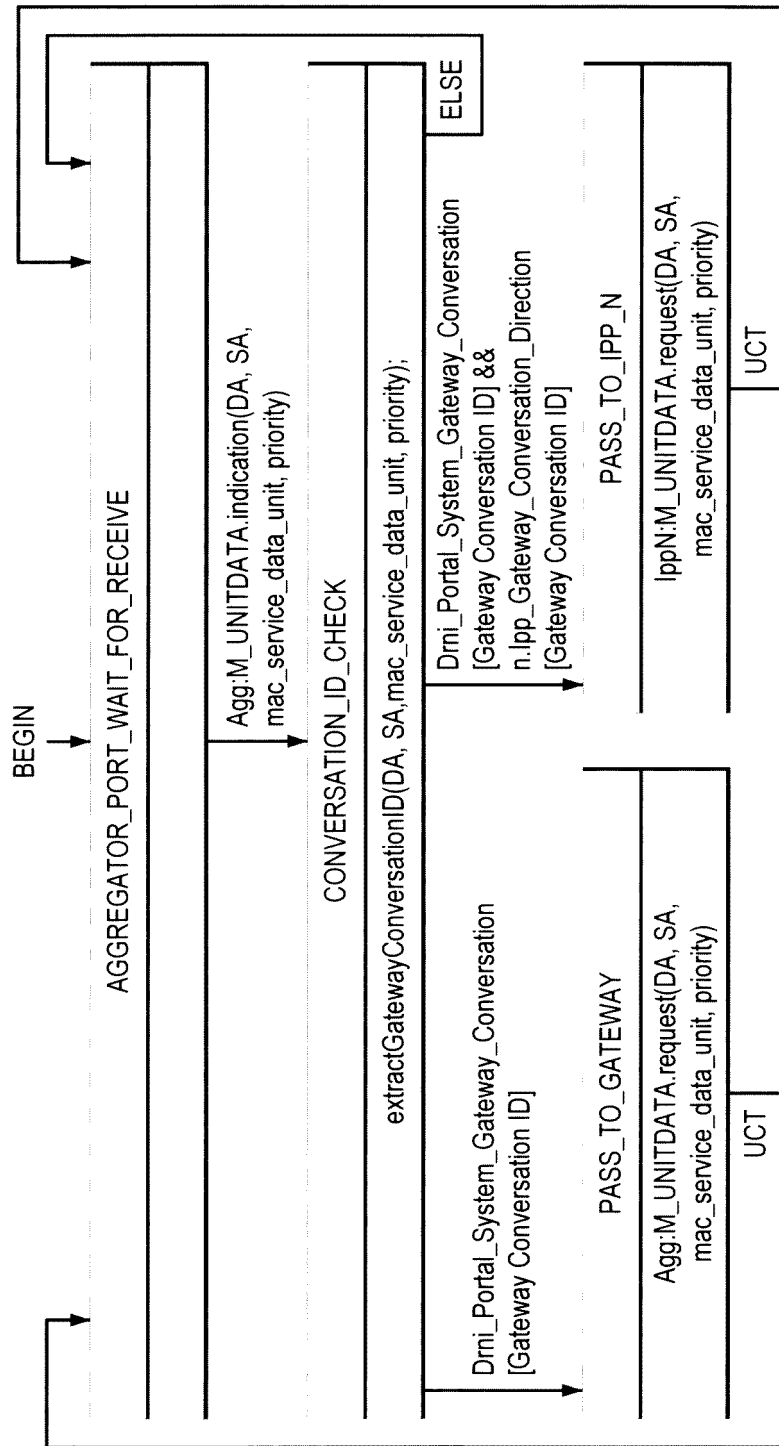 BEGIN
AGGREGATOR_PORT_WAIT_FOR_RECEIVE
Agg:M_UNITDATA.indication(DA, SA,
mac_service_data_unit, priority)
CONVERSATION_ID_CHECK
extractGatewayConversationID(DA, SA,mac_service_data_unit, priority);
Drni_Portal_System_Gateway_Conversation
[Gateway Conversation ID]
Drni_Portal_System_Gateway_Conversation
[Gateway Conversation ID] &&
n.Ipp_Gateway_Conversation_Direction
[Gateway Conversation ID]
ELSE
PASS_TO_GATEWAY
Agg:M_UNITDATA.request(DA, SA,
mac_service_data_unit, priority)
UCT
PASS_TO_IPP_N
IppN:M_UNITDATA.request(DA, SA,
mac_service_data_unit, priority)
UCT